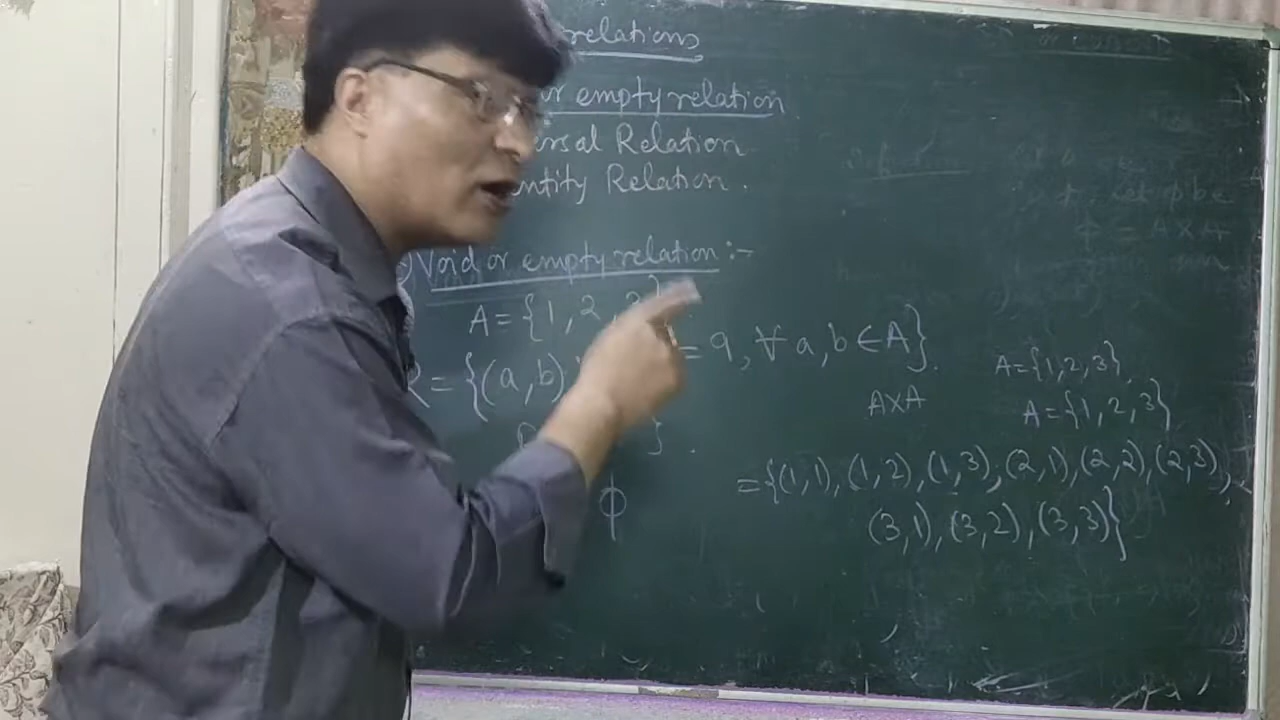 relations
or empty relation
ersal Relation
ntity Relation.
Void or empty relation :-
A = {1, 2, 3}
R = {(a, b) = 9, ∀ a, b ∈ A}.
}.
φ
A = {1, 2, 3},
A × A
A = {1, 2, 3}
= {(1,1), (1,2), (1,3), (2,1), (2,2), (2,3),
(3,1), (3,2), (3,3)}